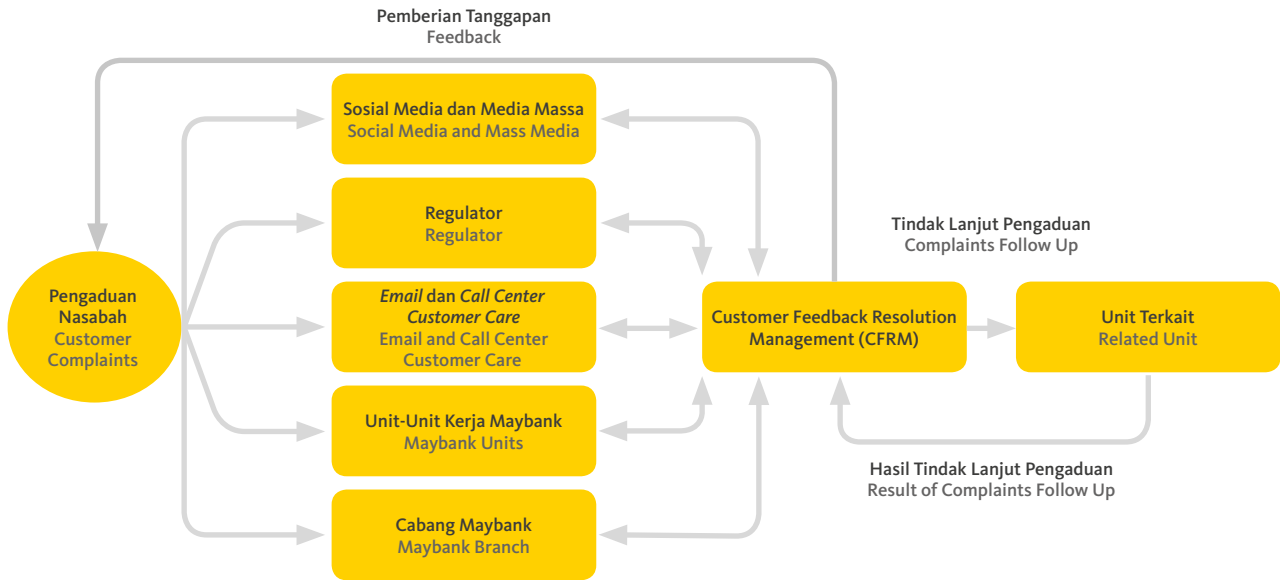 Pemberian Tanggapan
Feedback
Sosial Media dan Media Massa
Social Media and Mass Media
Regulator
Regulator
Tindak Lanjut Pengaduan
Complaints Follow Up
Pengaduan
Nasabah
Customer
Complaints
Email dan Call Center
Customer Care
Email and Call Center
Customer Care
Customer Feedback Resolution
Management (CFRM)
Unit Terkait
Related Unit
Unit-Unit Kerja Maybank
Maybank Units
Hasil Tindak Lanjut Pengaduan
Result of Complaints Follow Up
Cabang Maybank
Maybank Branch